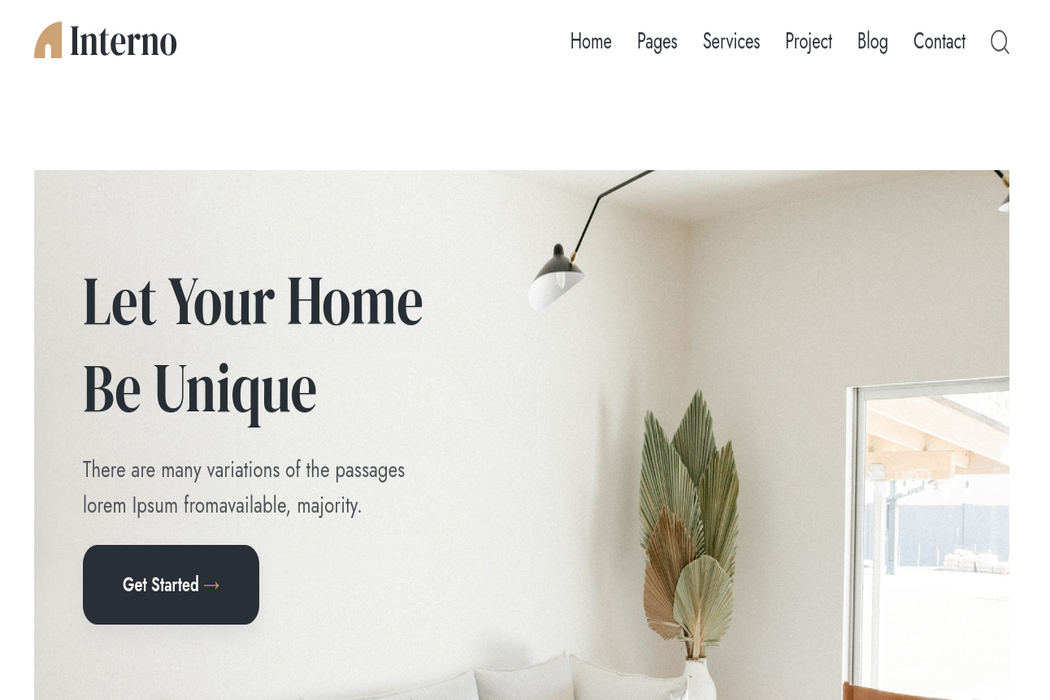 Interno
Home Pages Services Project Blog Contact
Let Your Home
Be Unique
There are many variations of the passages
lorem Ipsum fromavailable, majority.
Get Started →